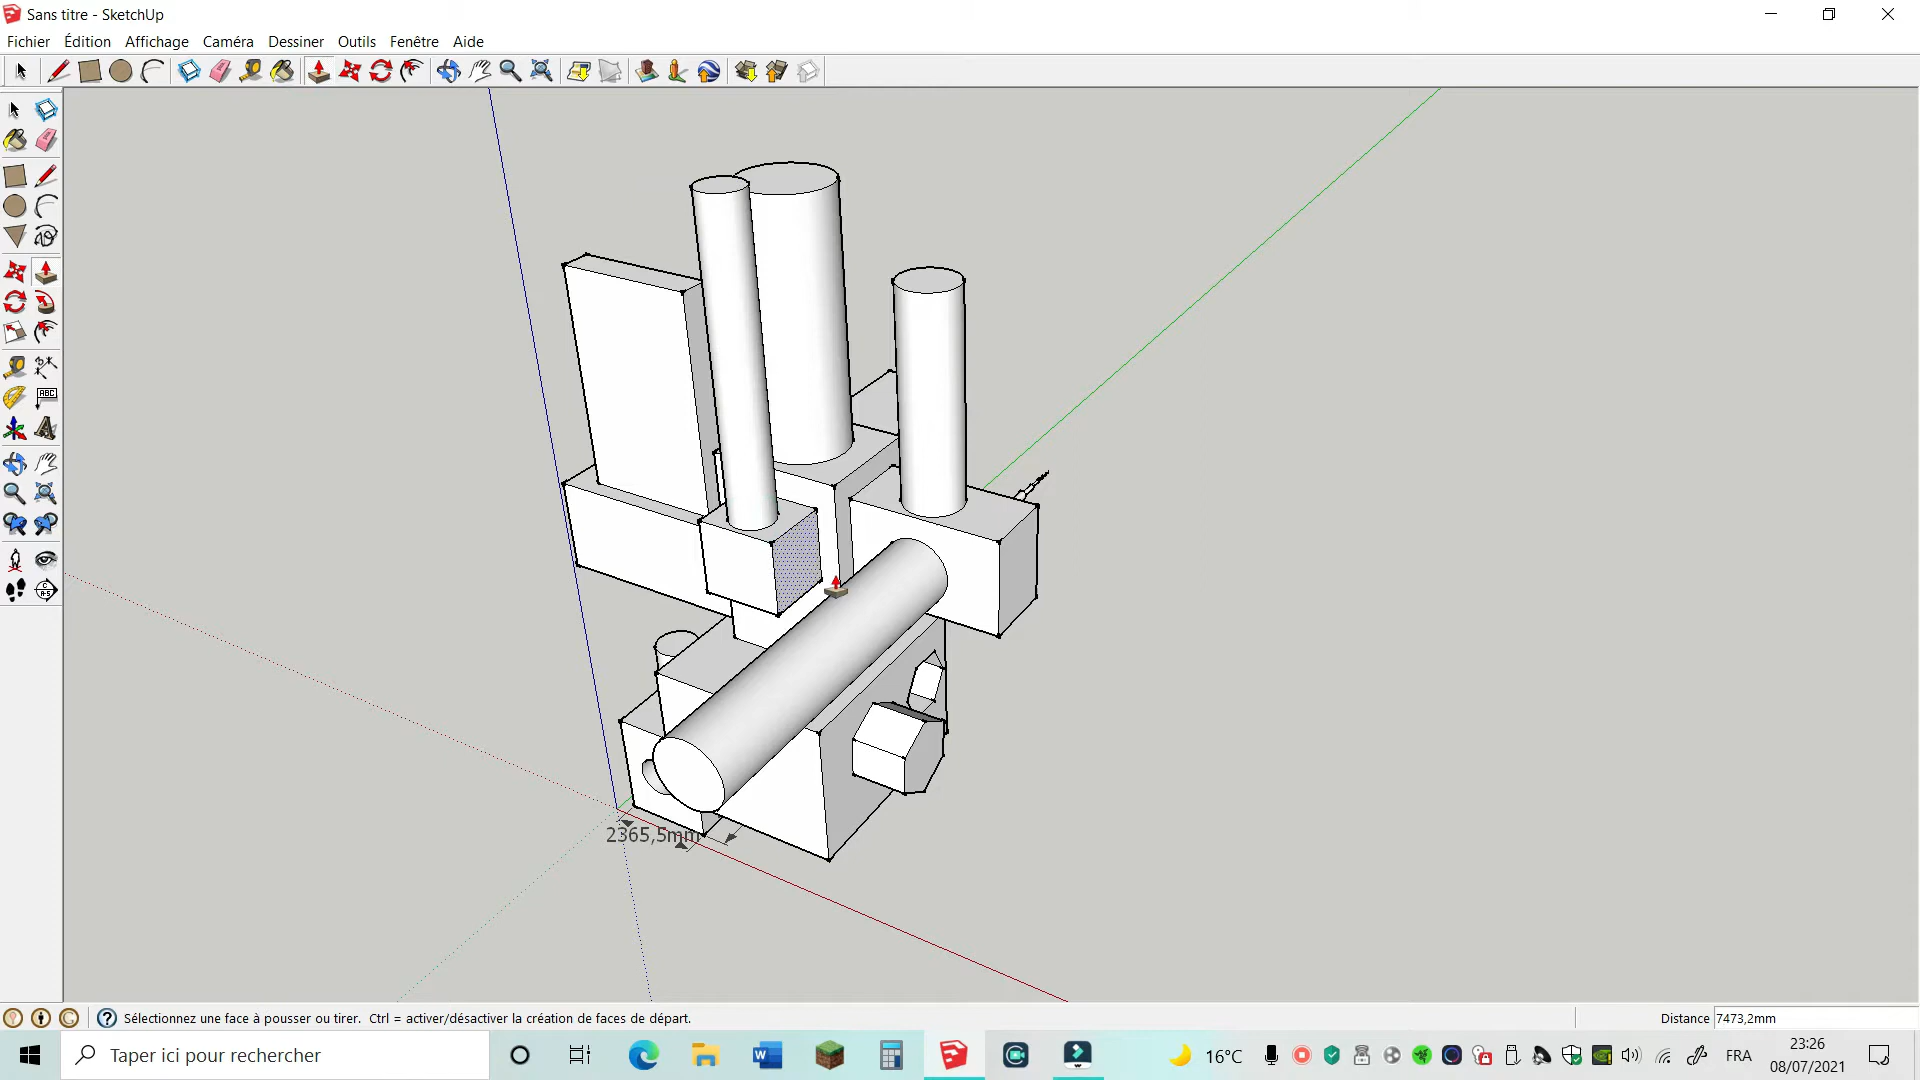 Sans titre - SketchUp
Fichier Édition Affichage Caméra Dessiner Outils Fenêtre Aide
ABC
2365,5mm
Sélectionnez une face à pousser ou tirer. Ctrl = activer/désactiver la création de faces de départ.
Distance 7473,2mm
Taper ici pour rechercher
16°C
FRA
23:26
08/07/2021